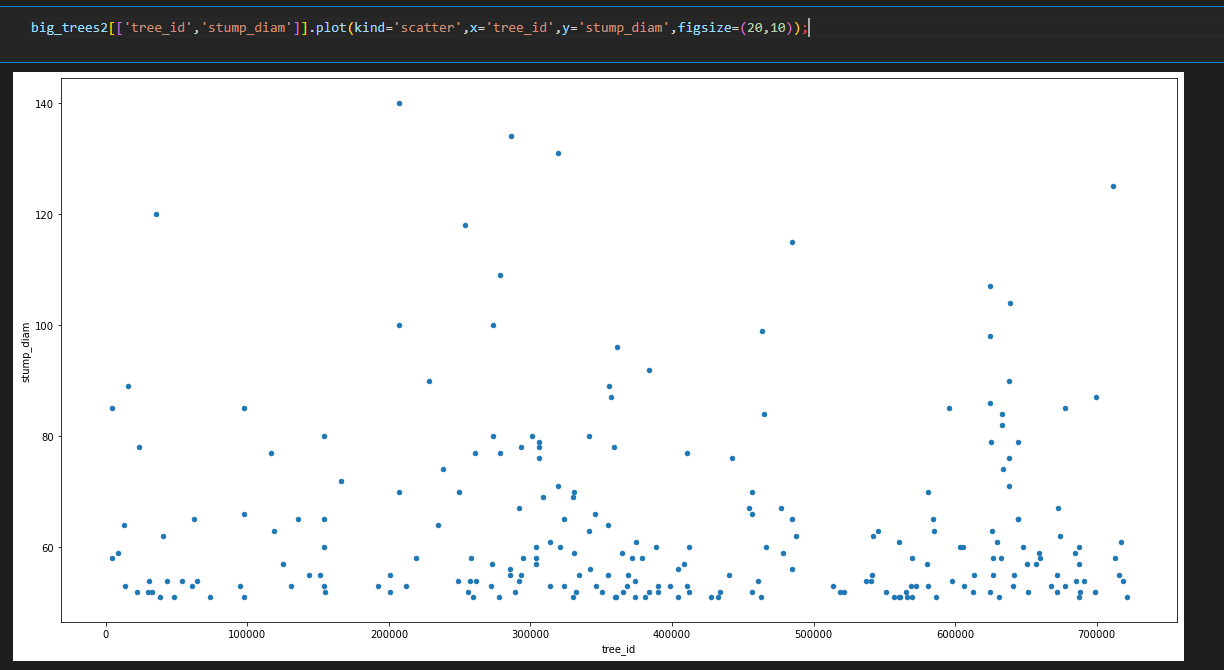 big_trees2[['tree_id','stump_diam']].plot(kind='scatter',x='tree_id',y='stump_diam',figsize=(20,10));
140
120
100
80
60
stump_diam
0 100000 200000 300000 400000 500000 600000 700000
tree_id